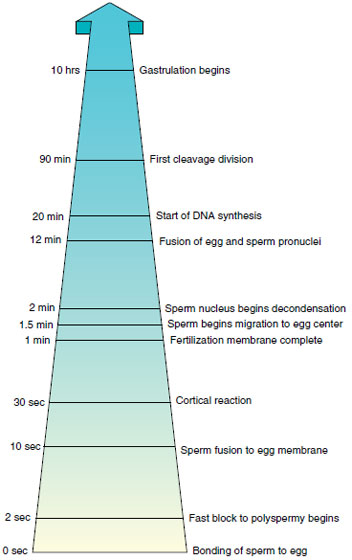 10 hrs Gastrulation begins
90 min First cleavage division
20 min Start of DNA synthesis
12 min Fusion of egg and sperm pronuclei
2 min Sperm nucleus begins decondensation
1.5 min Sperm begins migration to egg center
1 min Fertilization membrane complete
30 sec Cortical reaction
10 sec Sperm fusion to egg membrane
2 sec Fast block to polyspermy begins
0 sec Bonding of sperm to egg